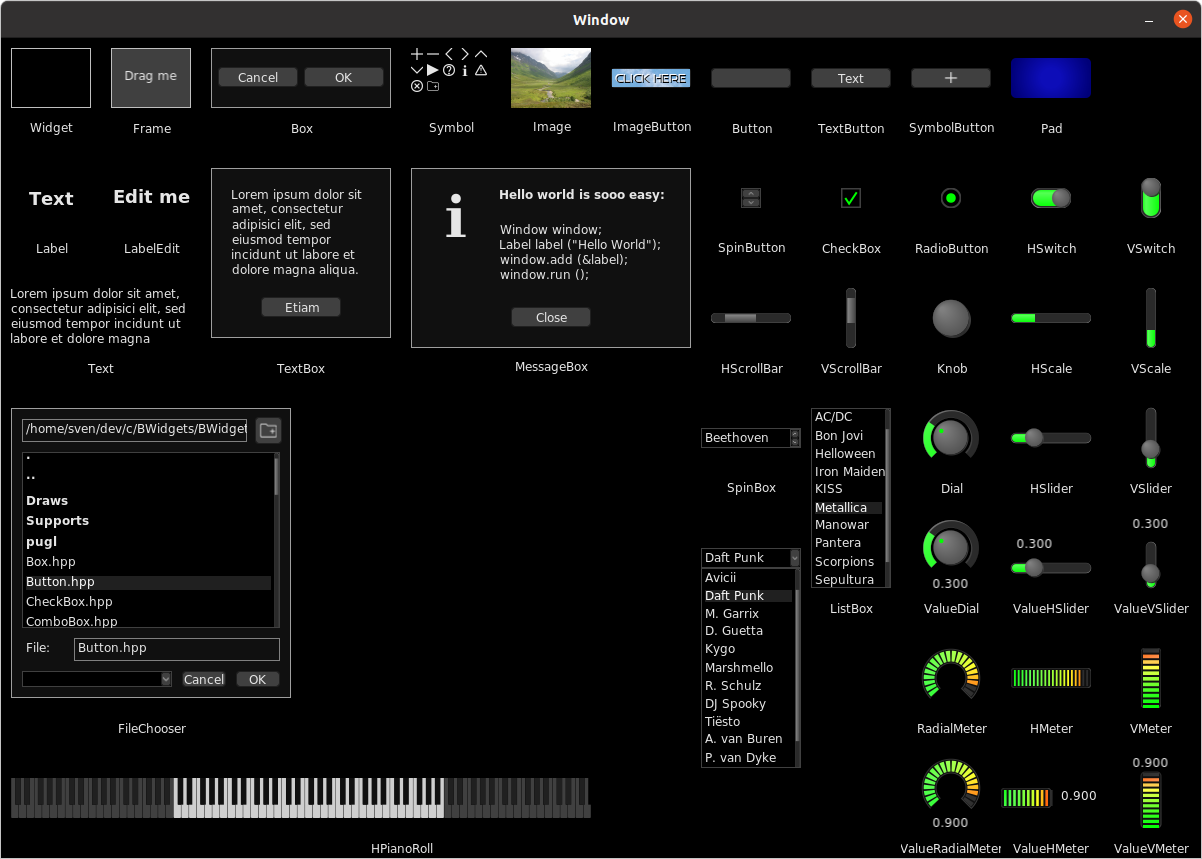 Window
Drag me
Cancel
OK
CLICK HERE
Text
Widget
Frame
Box
Symbol
Image
ImageButton
Button
TextButton
SymbolButton
Pad
Text
Edit me
Lorem ipsum dolor sit
amet, consectetur
adipisici elit, sed
eiusmod tempor
incidunt ut labore et
dolore magna aliqua.
Etiam
Hello world is sooo easy:
Window window;
Label label ("Hello World");
window.add (&label);
window.run ();
Close
Label
LabelEdit
SpinButton
CheckBox
RadioButton
HSwitch
VSwitch
Lorem ipsum dolor sit amet,
consectetur adipisici elit, sed
eiusmod tempor incidunt ut
labore et dolore magna
Text
TextBox
MessageBox
HScrollBar
VScrollBar
Knob
HScale
VScale
/home/sven/dev/c/BWidgets/BWidget
.
..
Draws
Supports
pugl
Box.hpp
Button.hpp
CheckBox.hpp
ComboBox.hpp
File:
Button.hpp
Cancel
OK
FileChooser
Beethoven
SpinBox
AC/DC
Bon Jovi
Helloween
Iron Maiden
KISS
Metallica
Manowar
Pantera
Scorpions
Sepultura
ListBox
Dial
HSlider
VSlider
Daft Punk
Avicii
Daft Punk
M. Garrix
D. Guetta
Kygo
Marshmello
R. Schulz
DJ Spooky
Tiësto
A. van Buren
P. van Dyke
0.300
0.300
0.300
ValueDial
ValueHSlider
ValueVSlider
RadialMeter
HMeter
VMeter
0.900
0.900
0.900
HPianoRoll
ValueRadialMeter
ValueHMeter
ValueVMeter